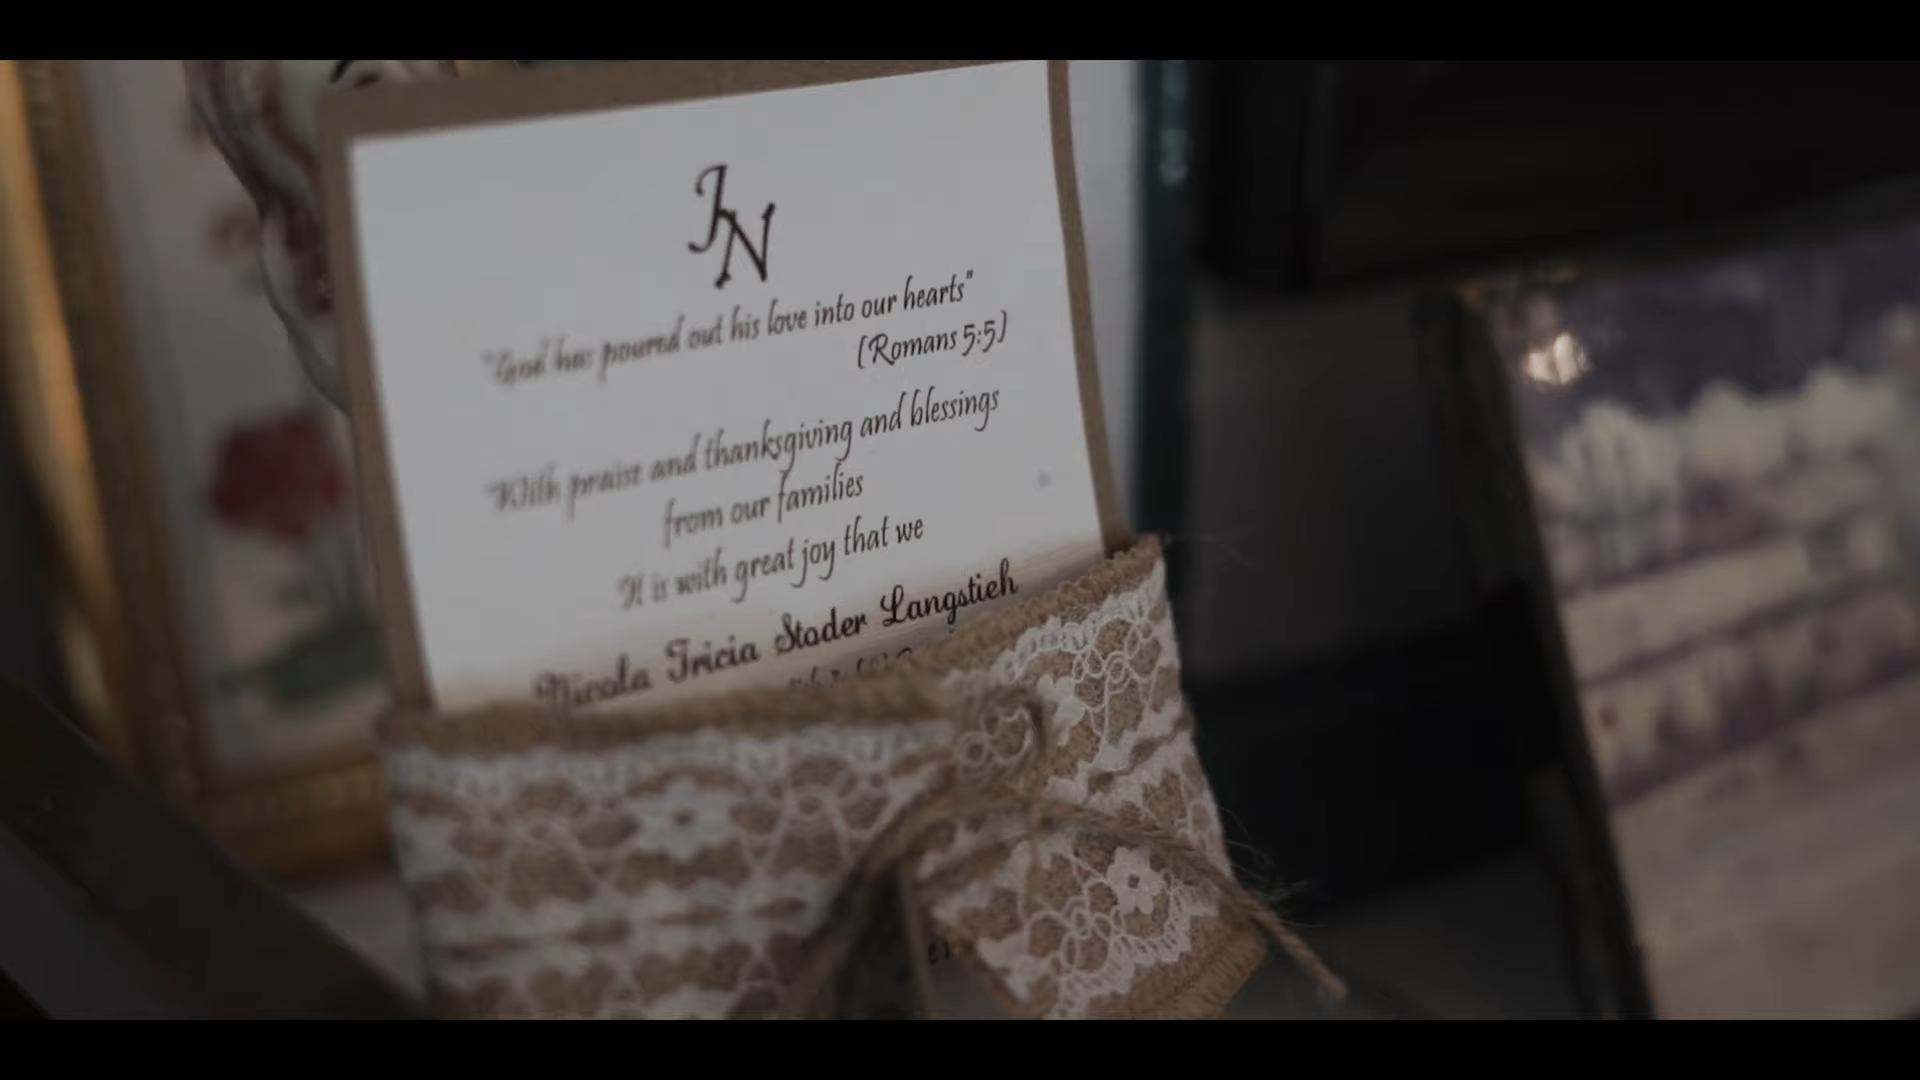 JN
"God has poured out his love into our hearts"
(Romans 5:5)
With praise and thanksgiving and blessings
from our families
It is with great joy that we
Nicola Tricia Stader Langstieh